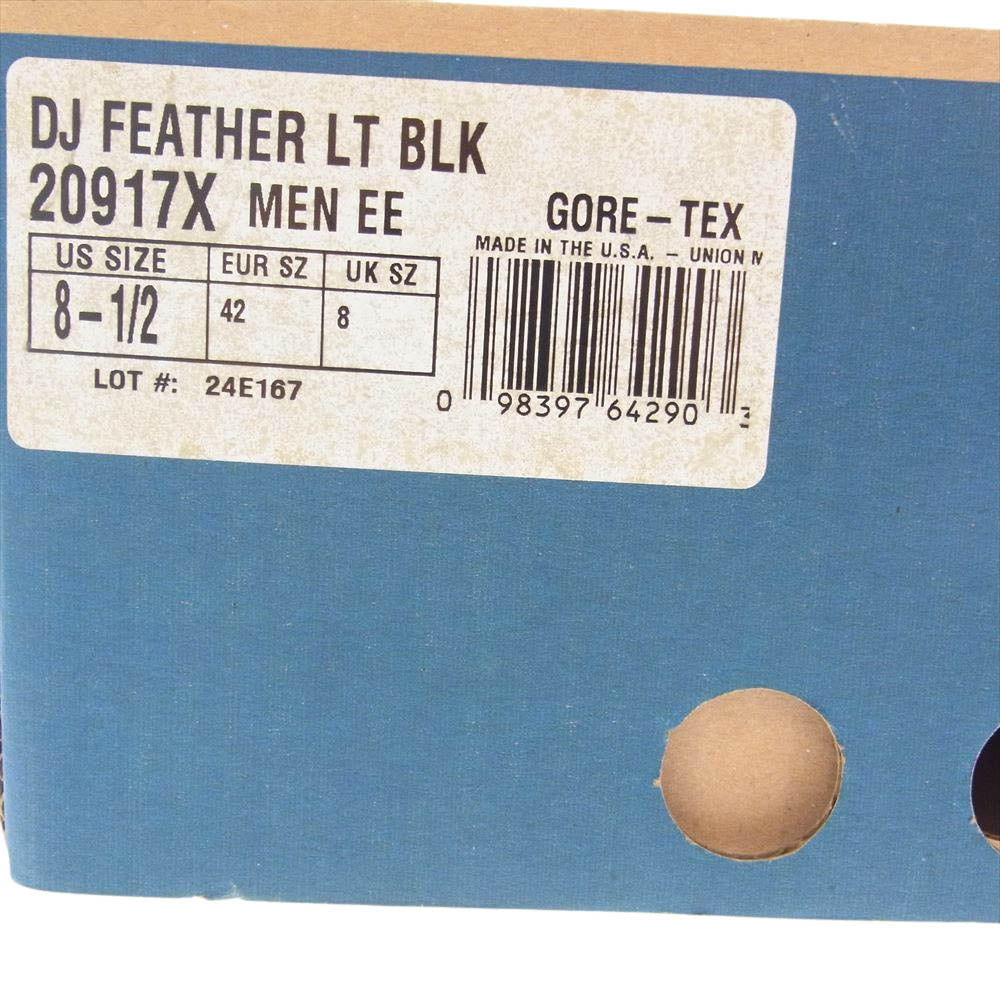 DJ FEATHER LT BLK
20917X MEN EE
GORE-TEX
MADE IN THE U.S.A. - UNION
US SIZE EUR SZ UK SZ
8-1/2 42 8
LOT #: 24E167
0 98397 64290 3